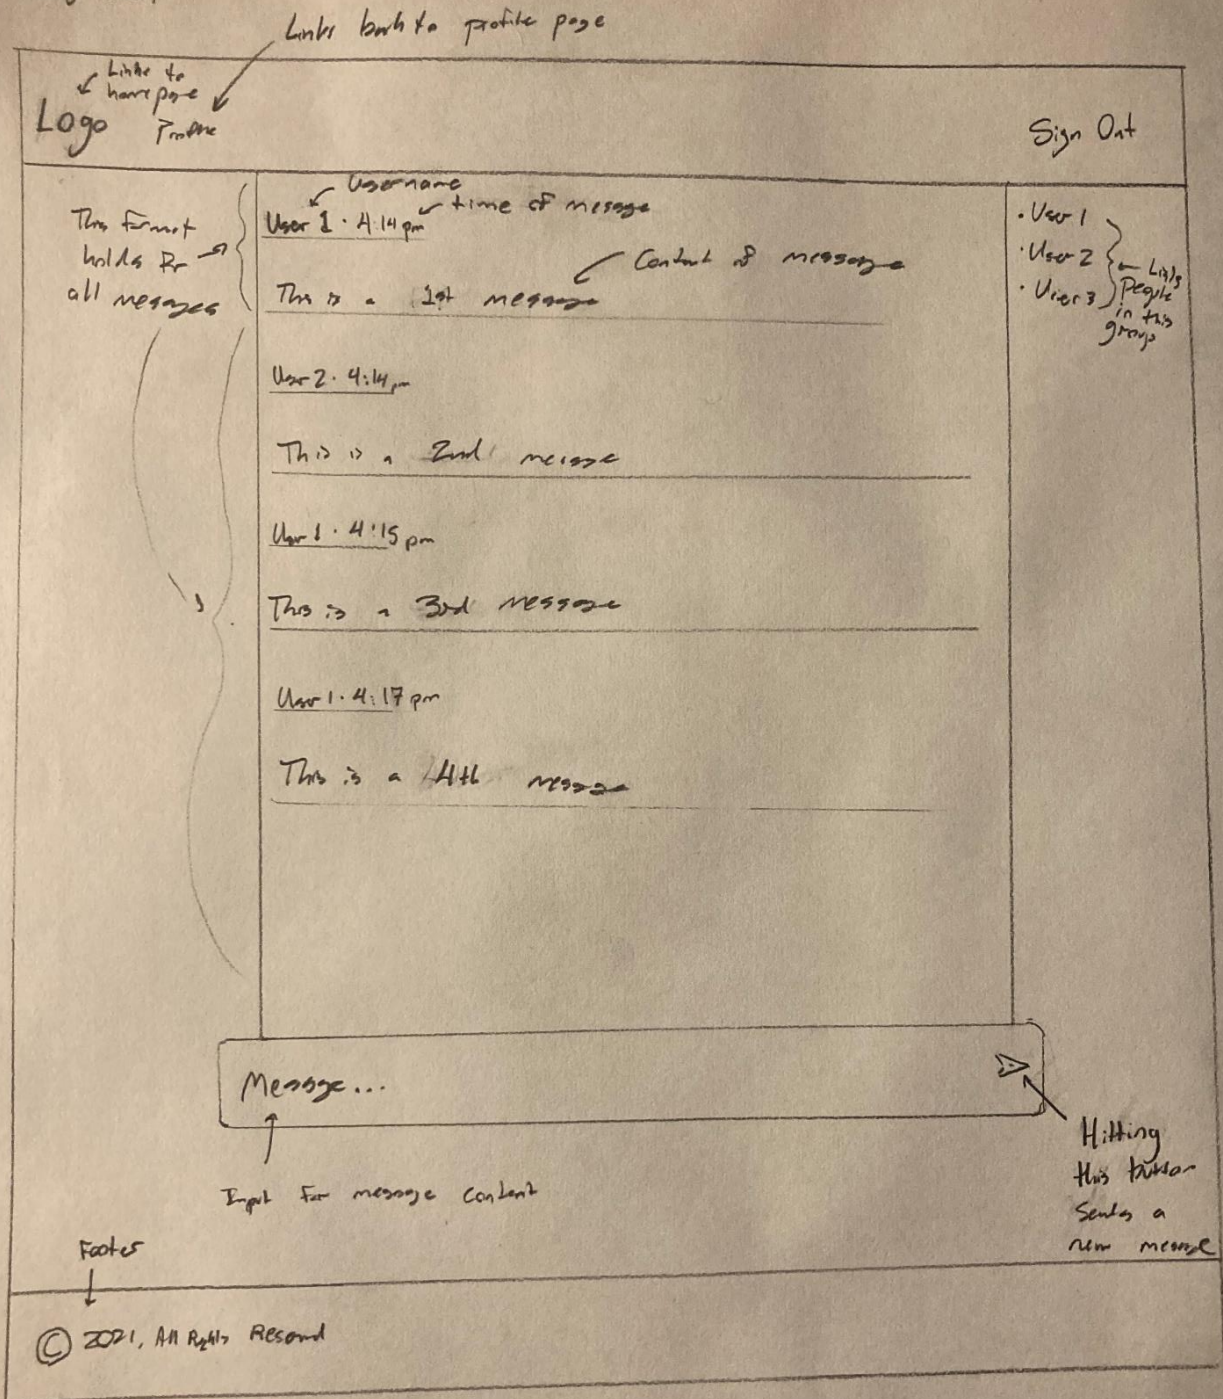 Links back to profile page
Links to
homepage
Logo
Profile
Sign Out
This format
holds for
all messages
Username
time of message
User 1 · 4:14 pm
Content of message
This is a 1st message
User 2 · 4:14 pm
This is a 2nd message
User 1 · 4:15 pm
This is a 3rd message
User 1 · 4:17 pm
This is a 4th message
· User 1
· User 2
· User 3
Lists
people
in this
group
Message...
Input for message content
Hitting
this button
sends a
new message
Footer
© 2021, All Rights Reserved